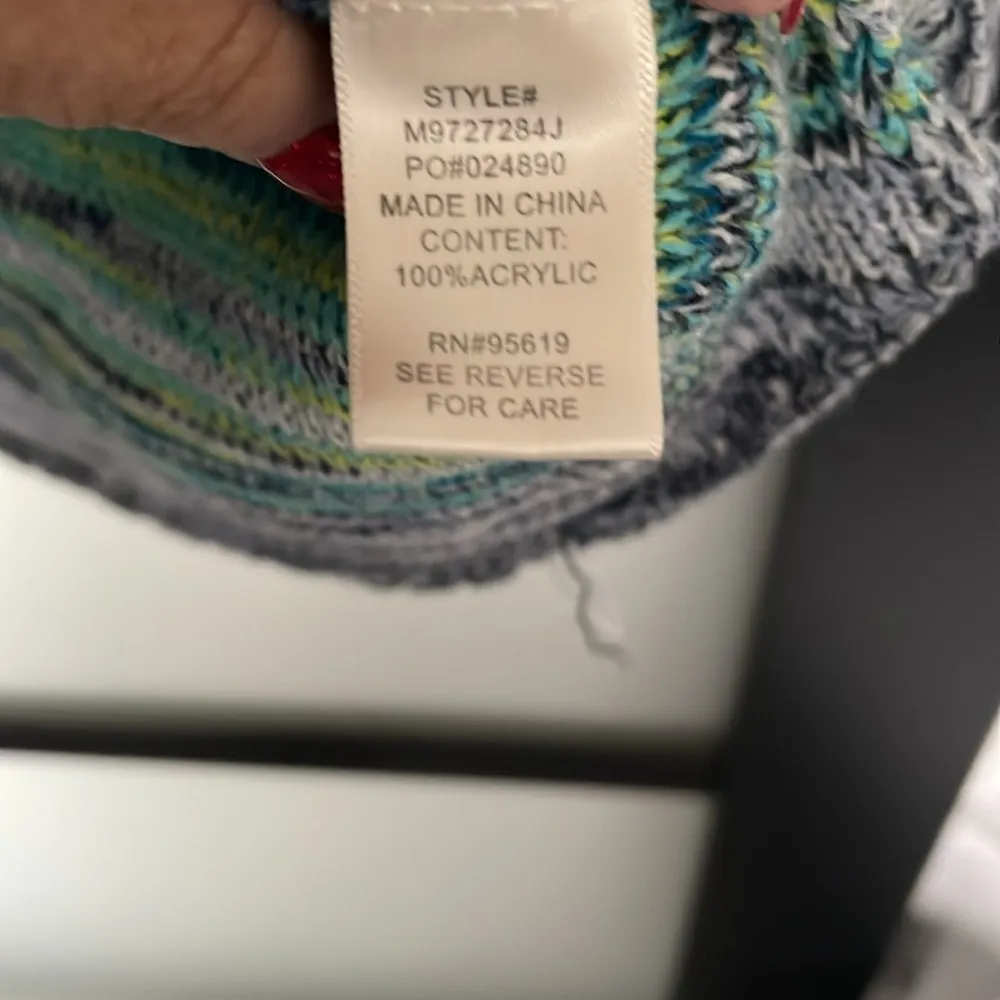 STYLE#
M9727284J
PO#024890
MADE IN CHINA
CONTENT:
100%ACRYLIC
RN#95619
SEE REVERSE
FOR CARE